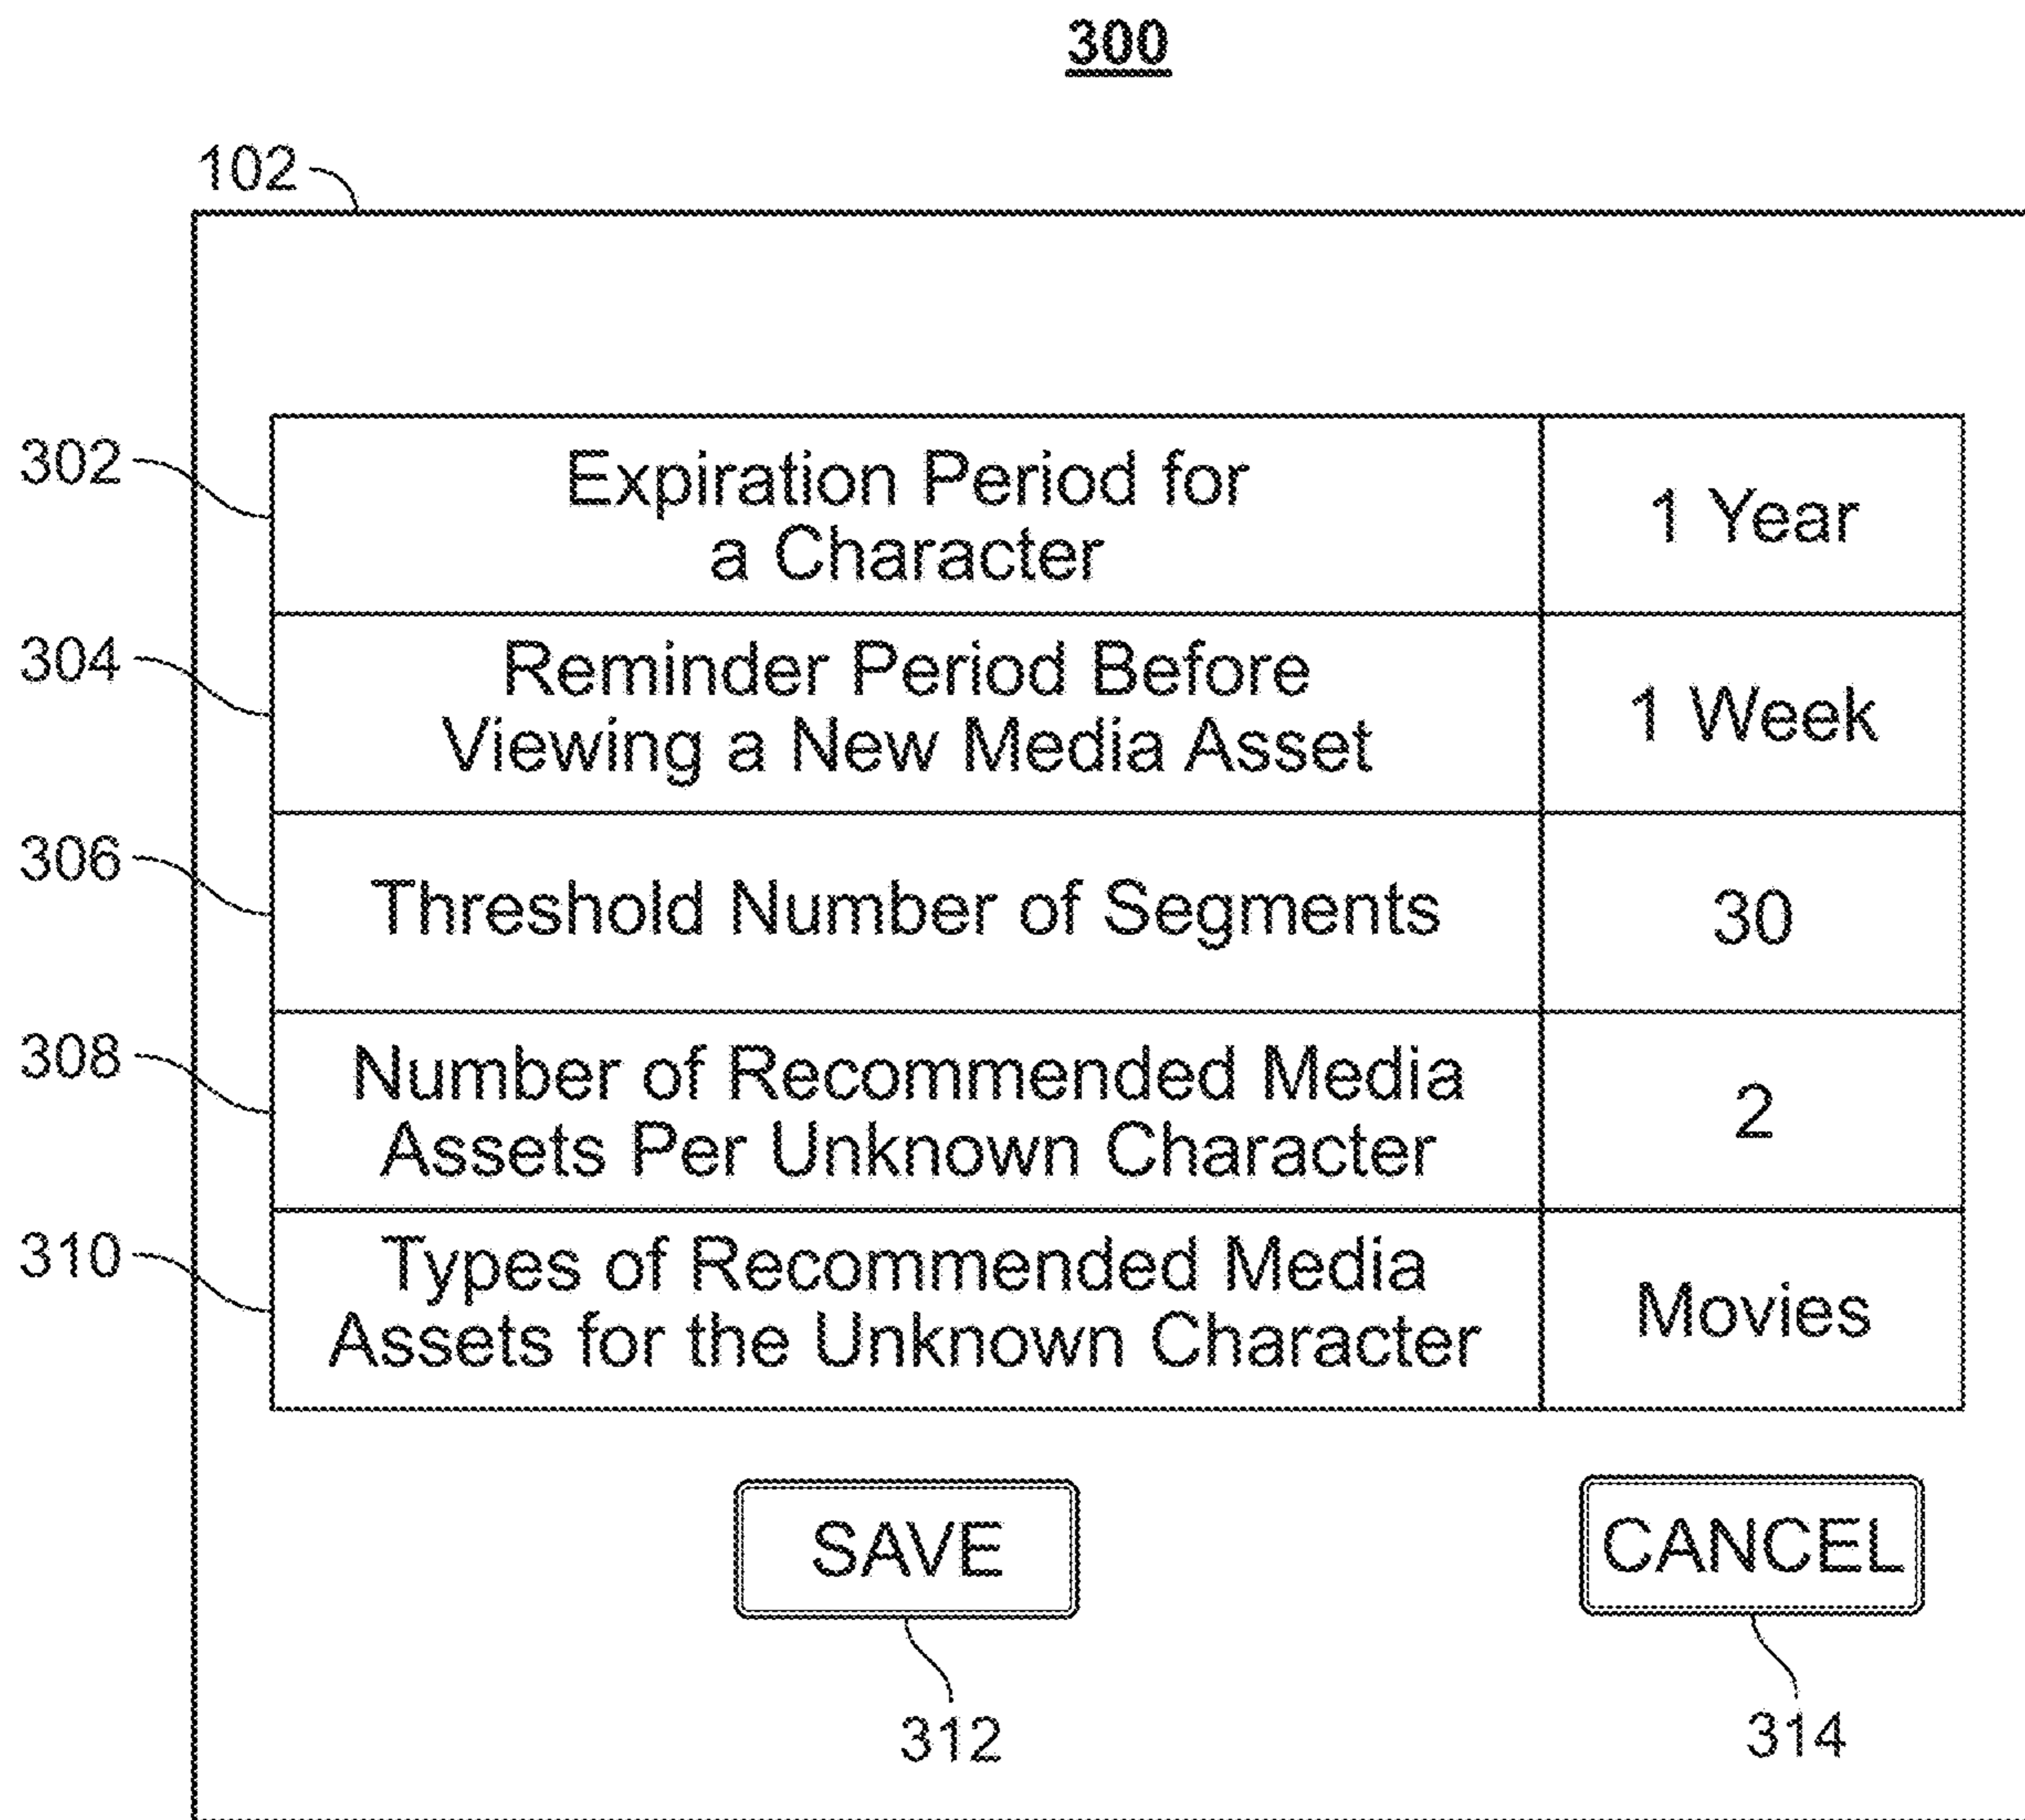 300
102
302
Expiration Period for
a Character
1 Year
304
Reminder Period Before
Viewing a New Media Asset
1 Week
306
Threshold Number of Segments
30
308
Number of Recommended Media
Assets Per Unknown Character
2
310
Types of Recommended Media
Assets for the Unknown Character
Movies
SAVE
CANCEL
312
314